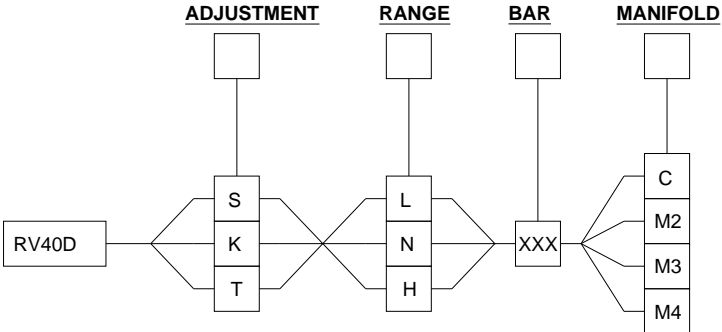 ADJUSTMENT RANGE BAR MANIFOLD
C
S L
M2
RV40D K N XXX
M3
T H
M4